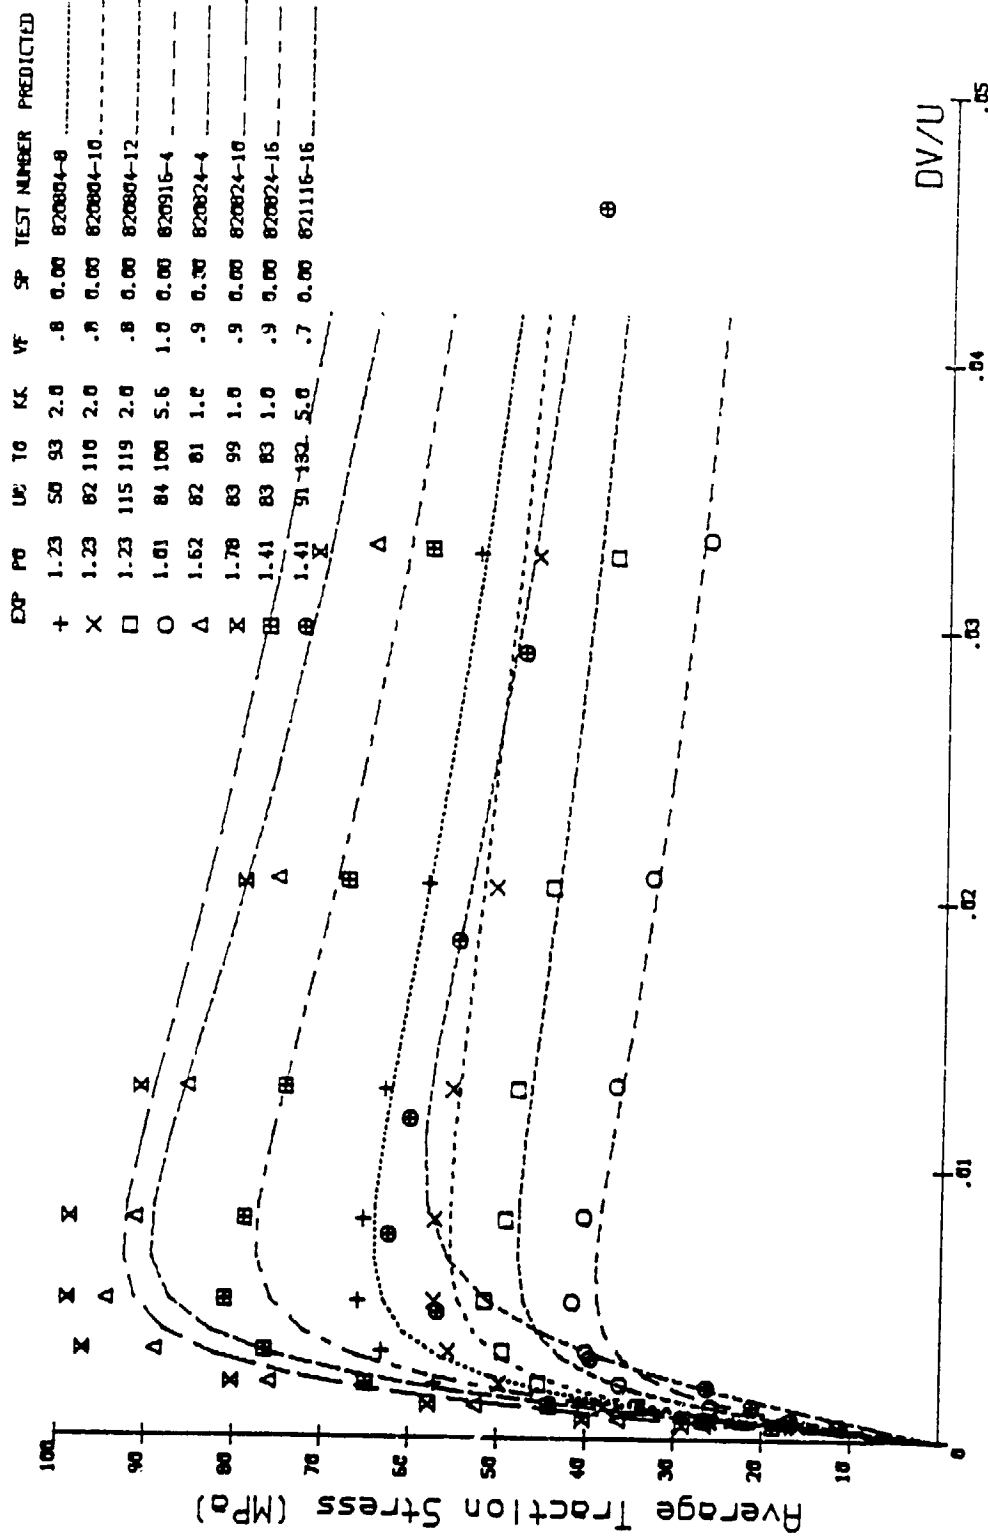 EXP P0 U0 T0 KK VF SP TEST NUMBER PREDICTED
+ 1.23 50 93 2.0 .8 0.00 820804-8
X 1.23 82 110 2.0 .8 0.00 820804-10
□ 1.23 115 119 2.0 .8 0.00 820804-12
O 1.01 84 100 5.6 1.0 0.00 820916-4
Δ 1.62 82 81 1.0 .9 0.00 820824-4
1.78 83 99 1.0 .9 0.00 820824-10
⊞ 1.41 83 83 1.0 .9 0.00 820824-16
⊕ 1.41 91 132 5.0 .7 0.00 821116-16
100
90
80
70
60
50
40
30
20
10
0
Average Traction Stress (MPa)
.01
.02
.03
.04
.05
DV/U